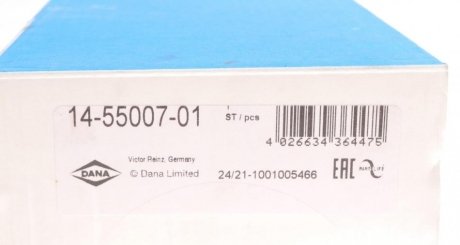 14-55007-01
ST / pcs
4 026634 364475
Victor Reinz, Germany
DANA
© Dana Limited
24/21-1001005466
EAC